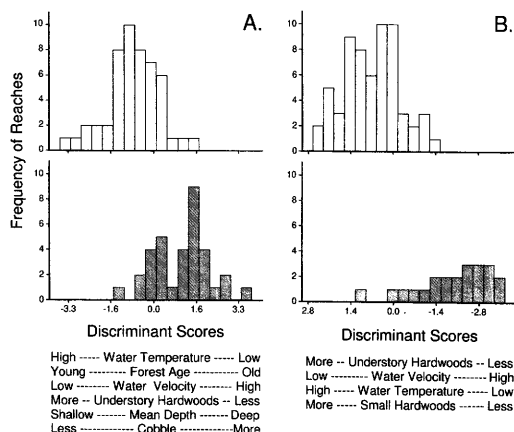 A.
B.
Frequency of Reaches
10
8
6
4
2
0
10
8
6
4
2
0
10
8
6
4
2
0
10
8
6
4
2
0
-3.3 -1.6 0.0 1.6 3.3
2.8 1.4 0.0 -1.4 -2.8
Discriminant Scores
Discriminant Scores
High ----- Water Temperature ----- Low
Young ------- Forest Age -------- Old
Low ------ Water Velocity ------ High
More -- Understory Hardwoods -- Less
Shallow ----- Mean Depth ----- Deep
Less --------- Cobble -----------More
More -- Understory Hardwoods -- Less
Low ------ Water Velocity ------- High
High ---- Water Temperature ---- Low
More ---- Small Hardwoods ---- Less